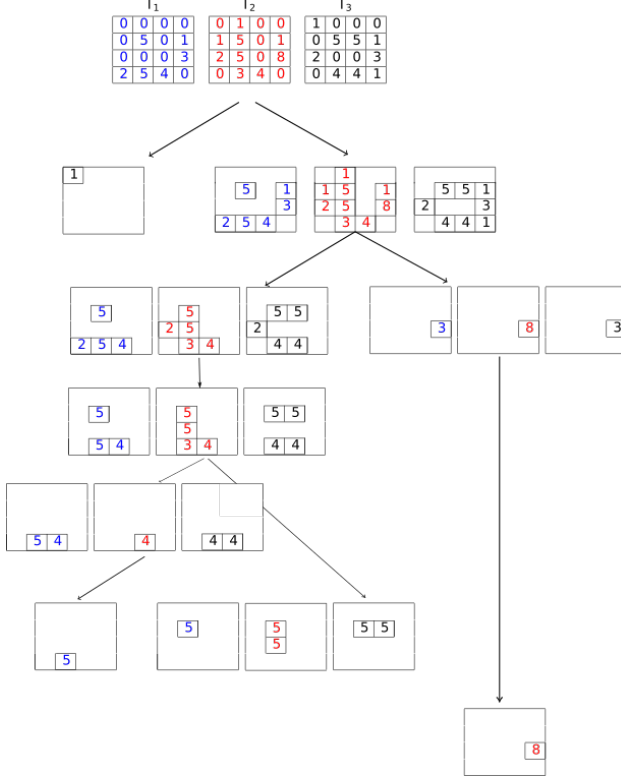 I₁ I₂ I₃
0 0 0 0 0 1 0 0 1 0 0 0
0 5 0 1 1 5 0 1 0 5 5 1
0 0 0 3 2 5 0 8 2 0 0 3
2 5 4 0 0 3 4 0 0 4 4 1
1 1
5 1 1 5 1 5 5 1
3 2 5 8 2 3
2 5 4 3 4 4 4 1
5 5 5 5
2 5 2 3 8 3
2 5 4 3 4 4 4
5 5 5 5
5
5 4 3 4 4 4
5 4 4 4 4
5 5 5 5
5
5
8